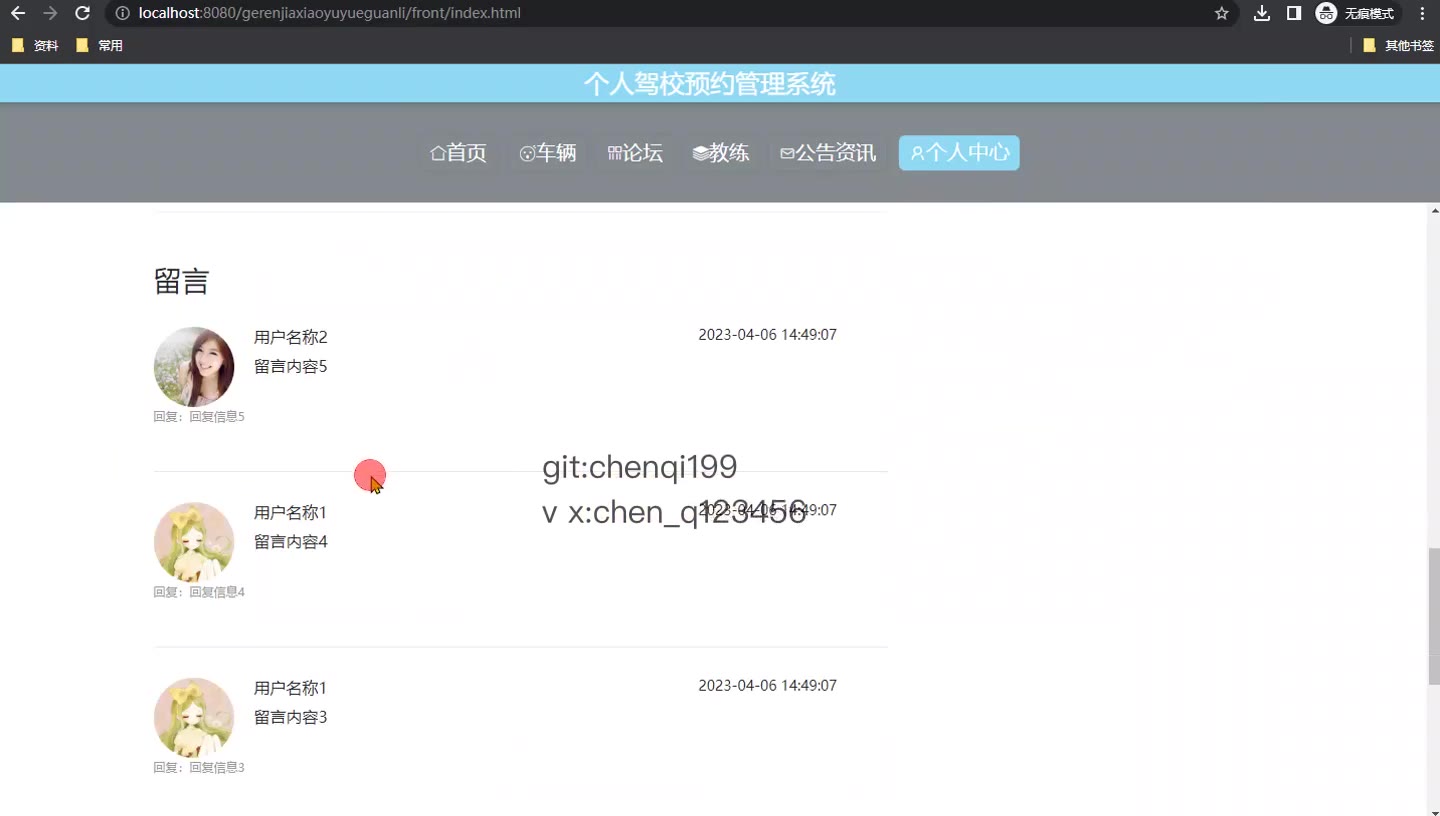 localhost:8080/gerenjiaxiaoyuyueguanli/front/index.html
无痕模式
资料 常用 其他书签
个人驾校预约管理系统
首页 车辆 论坛 教练 公告资讯 个人中心
留言
用户名称2 2023-04-06 14:49:07
留言内容5
回复：回复信息5
git:chenqi199
v x:chen_q123456
用户名称1 2023-04-06 14:49:07
留言内容4
回复：回复信息4
用户名称1 2023-04-06 14:49:07
留言内容3
回复：回复信息3